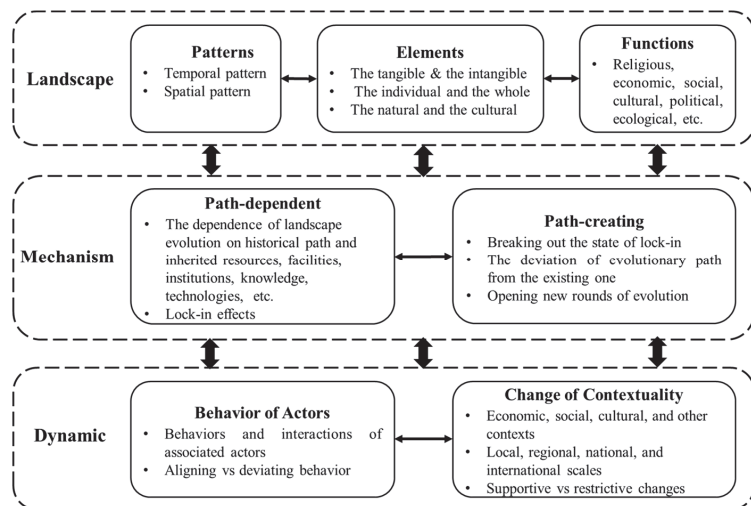 Landscape
Patterns
• Temporal pattern
• Spatial pattern
Elements
• The tangible & the intangible
• The individual and the whole
• The natural and the cultural
Functions
• Religious,
economic, social,
cultural, political,
ecological, etc.
Mechanism
Path-dependent
• The dependence of landscape
evolution on historical path and
inherited resources, facilities,
institutions, knowledge,
technologies, etc.
• Lock-in effects
Path-creating
• Breaking out the state of lock-in
• The deviation of evolutionary path
from the existing one
• Opening new rounds of evolution
Dynamic
Behavior of Actors
• Behaviors and interactions of
associated actors
• Aligning vs deviating behavior
Change of Contextuality
• Economic, social, cultural, and other
contexts
• Local, regional, national, and
international scales
• Supportive vs restrictive changes